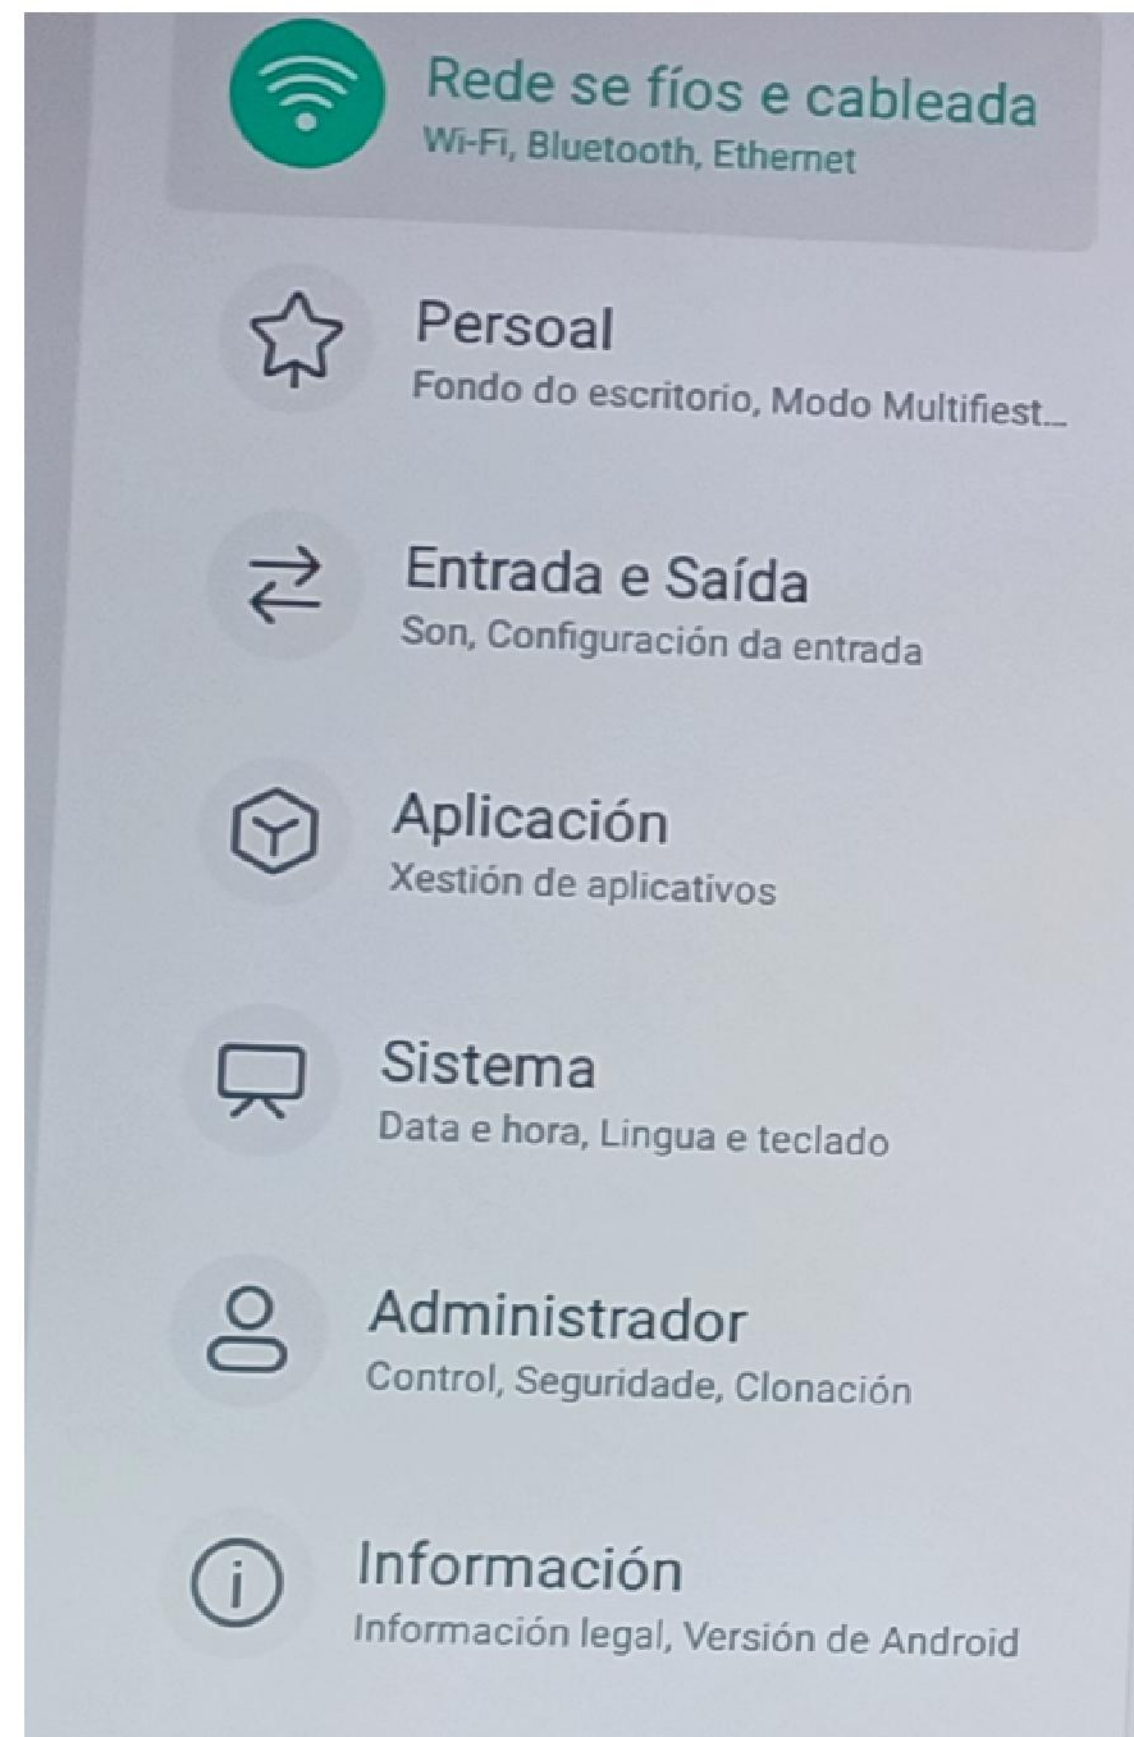 Rede se fíos e cableada
Wi-Fi, Bluetooth, Ethernet
Persoal
Fondo do escritorio, Modo Multifiest...
Entrada e Saída
Son, Configuración da entrada
Aplicación
Xestión de aplicativos
Sistema
Data e hora, Lingua e teclado
Administrador
Control, Seguridade, Clonación
Información
Información legal, Versión de Android